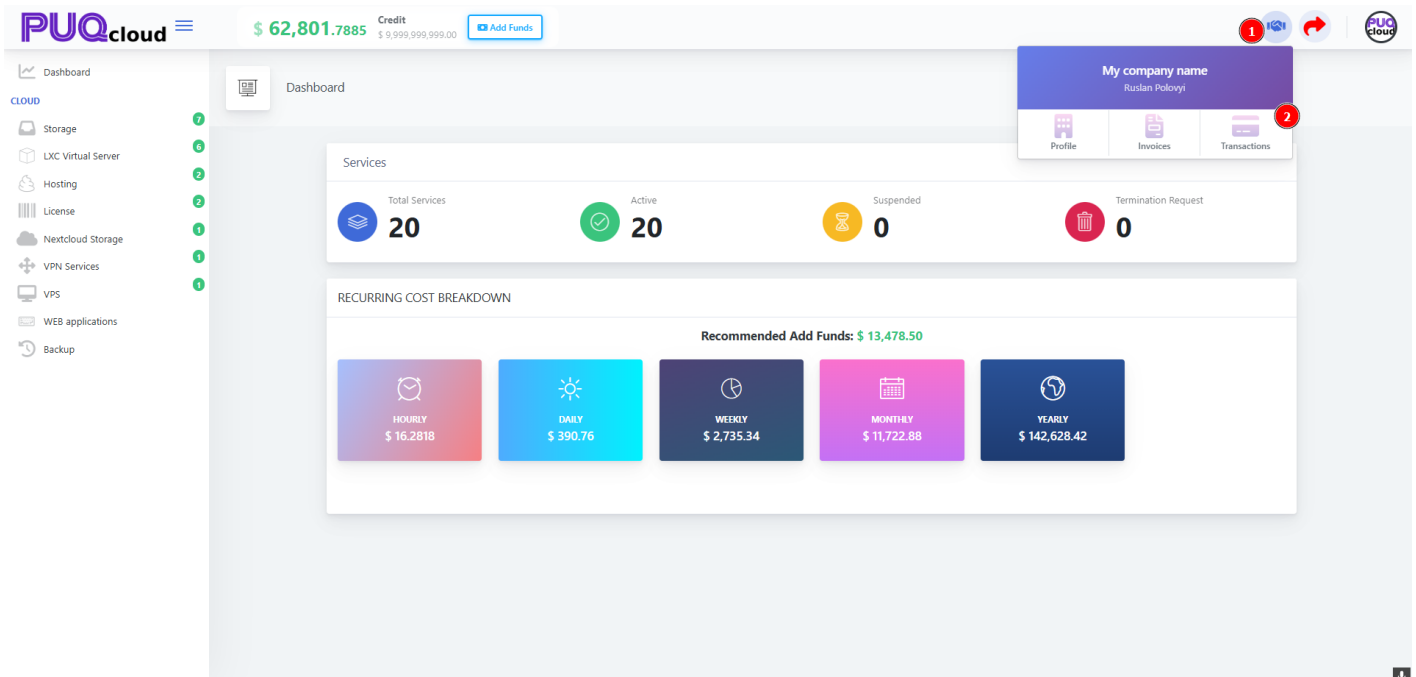 PUQcloud
$ 62,801.7885
Credit
$ 9,999,999,999.00
Add Funds
1
PUQ
cloud
My company name
Ruslan Polovyi
2
Profile
Invoices
Transactions
Dashboard
CLOUD
Storage 7
LXC Virtual Server 6
Hosting 2
License 2
Nextcloud Storage 1
VPN Services 1
VPS 1
WEB applications
Backup
Dashboard
Services
Total Services
20
Active
20
Suspended
0
Termination Request
0
RECURRING COST BREAKDOWN
Recommended Add Funds: $ 13,478.50
HOURLY
$ 16.2818
DAILY
$ 390.76
WEEKLY
$ 2,735.34
MONTHLY
$ 11,722.88
YEARLY
$ 142,628.42